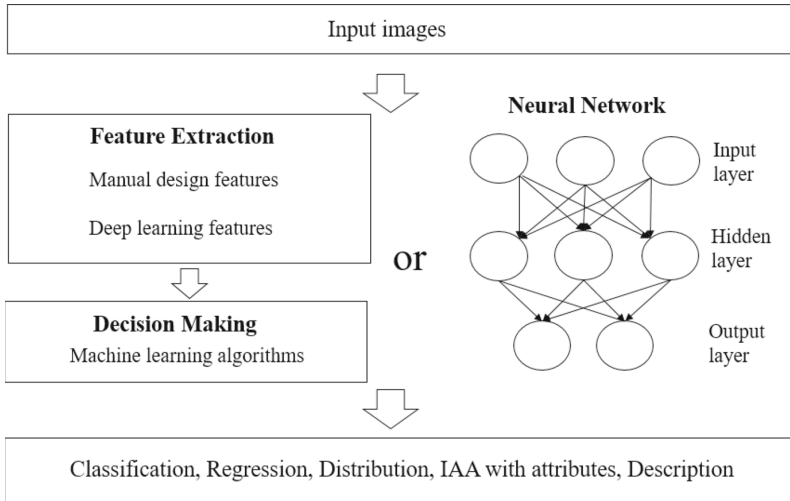 Input images
Feature Extraction
Manual design features
Deep learning features
Decision Making
Machine learning algorithms
or
Neural Network
Input
layer
Hidden
layer
Output
layer
Classification, Regression, Distribution, IAA with attributes, Description